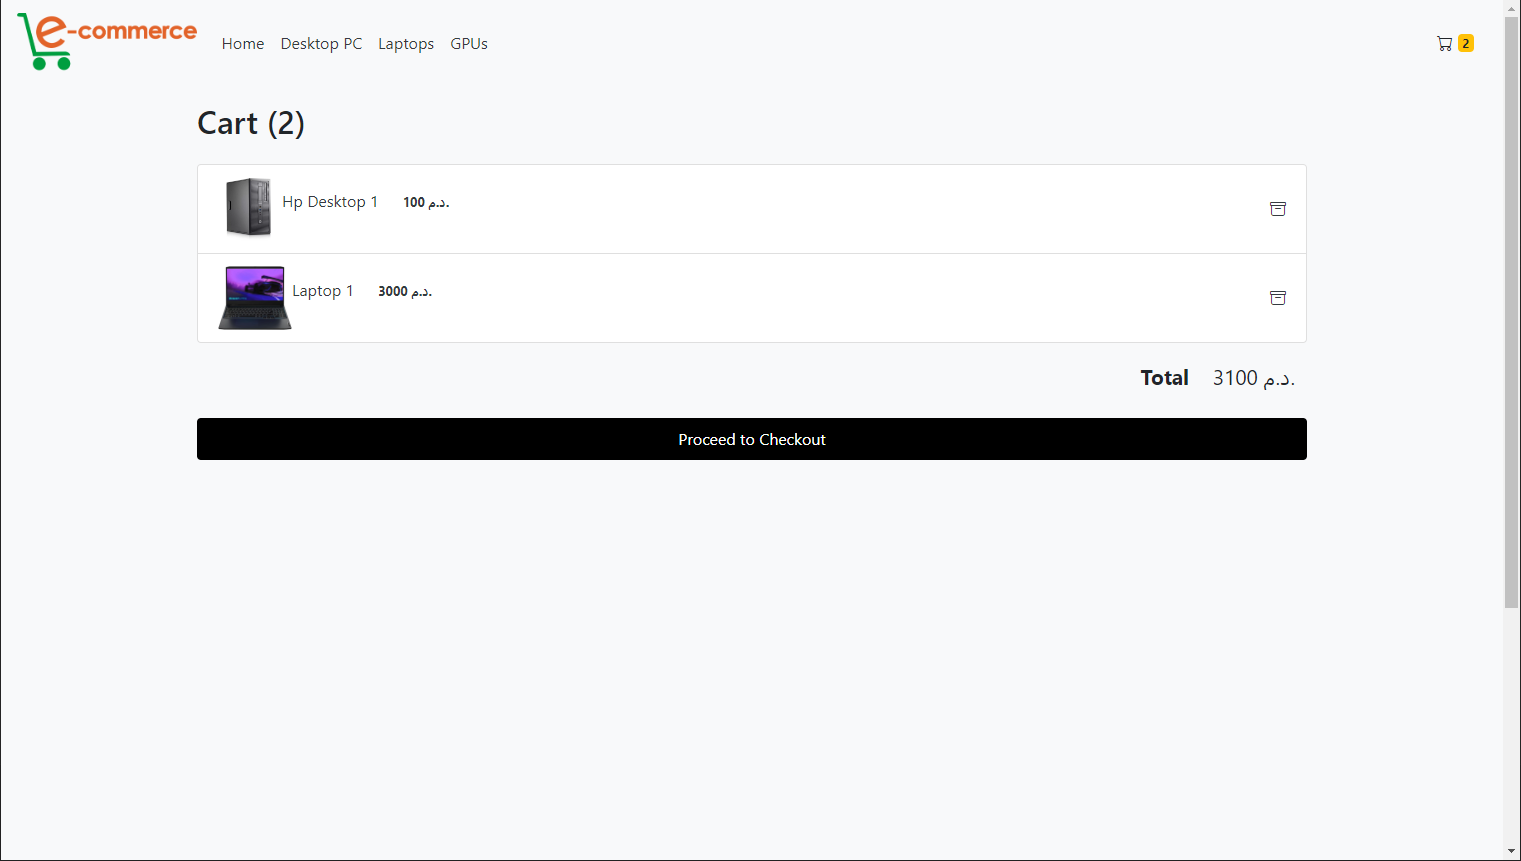 e-commerce
Home Desktop PC Laptops GPUs 2
Cart (2)
Hp Desktop 1 100 د.م.
Laptop 1 3000 د.م.
Total 3100 د.م.
Proceed to Checkout